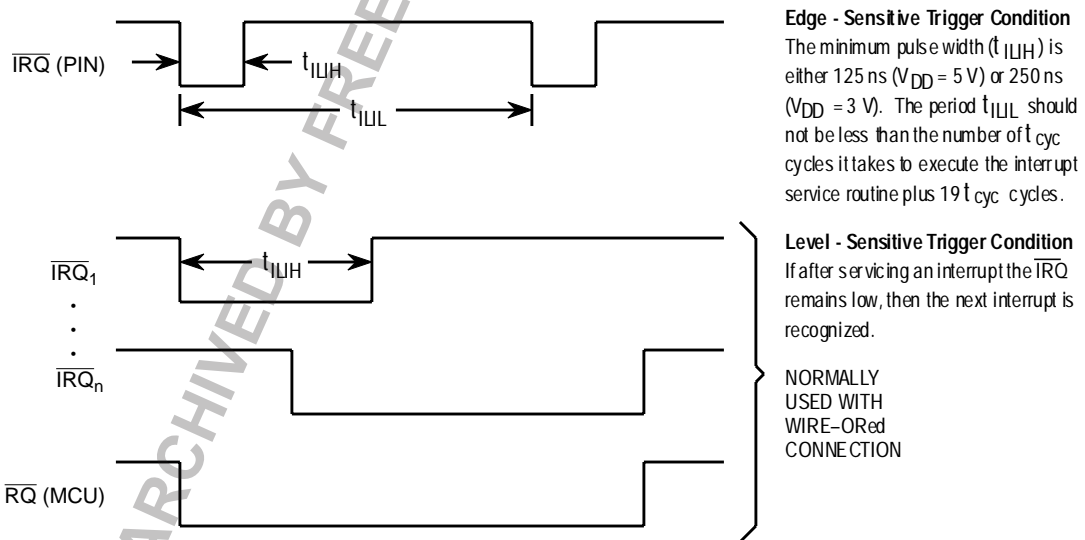 IRQ (PIN)
tILIH
tILIL
Edge - Sensitive Trigger Condition
The minimum pulse width (tILIH) is
either 125 ns (VDD = 5 V) or 250 ns
(VDD = 3 V). The period tILIL should
not be less than the number of tcyc
cycles it takes to execute the interrupt
service routine plus 19 tcyc cycles.
IRQ1
tILIH
.
.
.
IRQn
RQ (MCU)
Level - Sensitive Trigger Condition
If after servicing an interrupt the IRQ
remains low, then the next interrupt is
recognized.
NORMALLY
USED WITH
WIRE–ORed
CONNECTION
ARCHIVED BY FREE